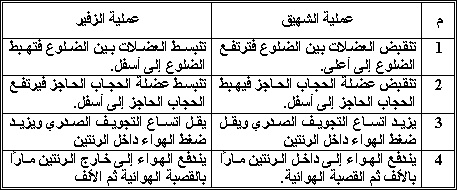 م عملية الشهيق عملية الزفير
1 تنقبض العضلات بين الضلوع فترتفع تنبسط العضلات بين الضلوع فتهبط
الضلوع إلى أعلى. الضلوع إلى أسفل.
2 تنقبض عضلة الحجاب الحاجز فيهبط تنبسط عضلة الحجاب الحاجز فيرتفع
الحجاب الحاجز إلى أسفل. الحجاب الحاجز إلى أسفل.
3 يزيد اتساع التجويف الصدري ويقل يقل اتساع التجويف الصدري ويزيد
ضغط الهواء داخل الرئتين ضغط الهواء داخل الرئتين
4 يندفع الهواء إلى داخل الرئتين مارًا يندفع الهواء إلى خارج الرئتين مارًا
بالأنف ثم القصبة الهوائية. بالقصبة الهوائية ثم الألف